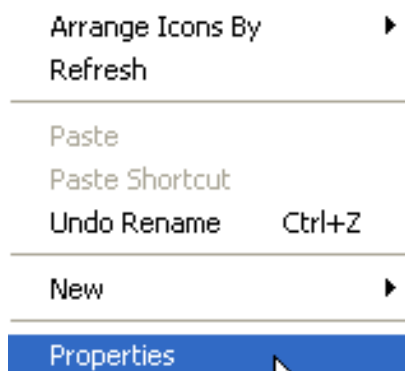 Arrange Icons By
Refresh
Paste
Paste Shortcut
Undo Rename Ctrl+Z
New
Properties